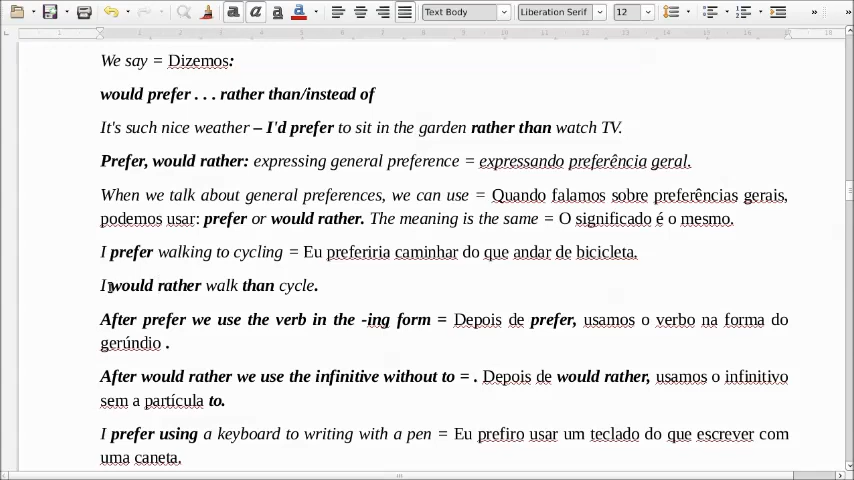 Text Body
Liberation Serif
12
We say = Dizemos:
would prefer . . . rather than/instead of
It's such nice weather – I'd prefer to sit in the garden rather than watch TV.
Prefer, would rather: expressing general preference = expressando preferência geral.
When we talk about general preferences, we can use = Quando falamos sobre preferências gerais,
podemos usar: prefer or would rather. The meaning is the same = O significado é o mesmo.
I prefer walking to cycling = Eu preferiria caminhar do que andar de bicicleta.
I would rather walk than cycle.
After prefer we use the verb in the -ing form = Depois de prefer, usamos o verbo na forma do
gerúndio .
After would rather we use the infinitive without to = . Depois de would rather, usamos o infinitivo
sem a partícula to.
I prefer using a keyboard to writing with a pen = Eu prefiro usar um teclado do que escrever com
uma caneta.